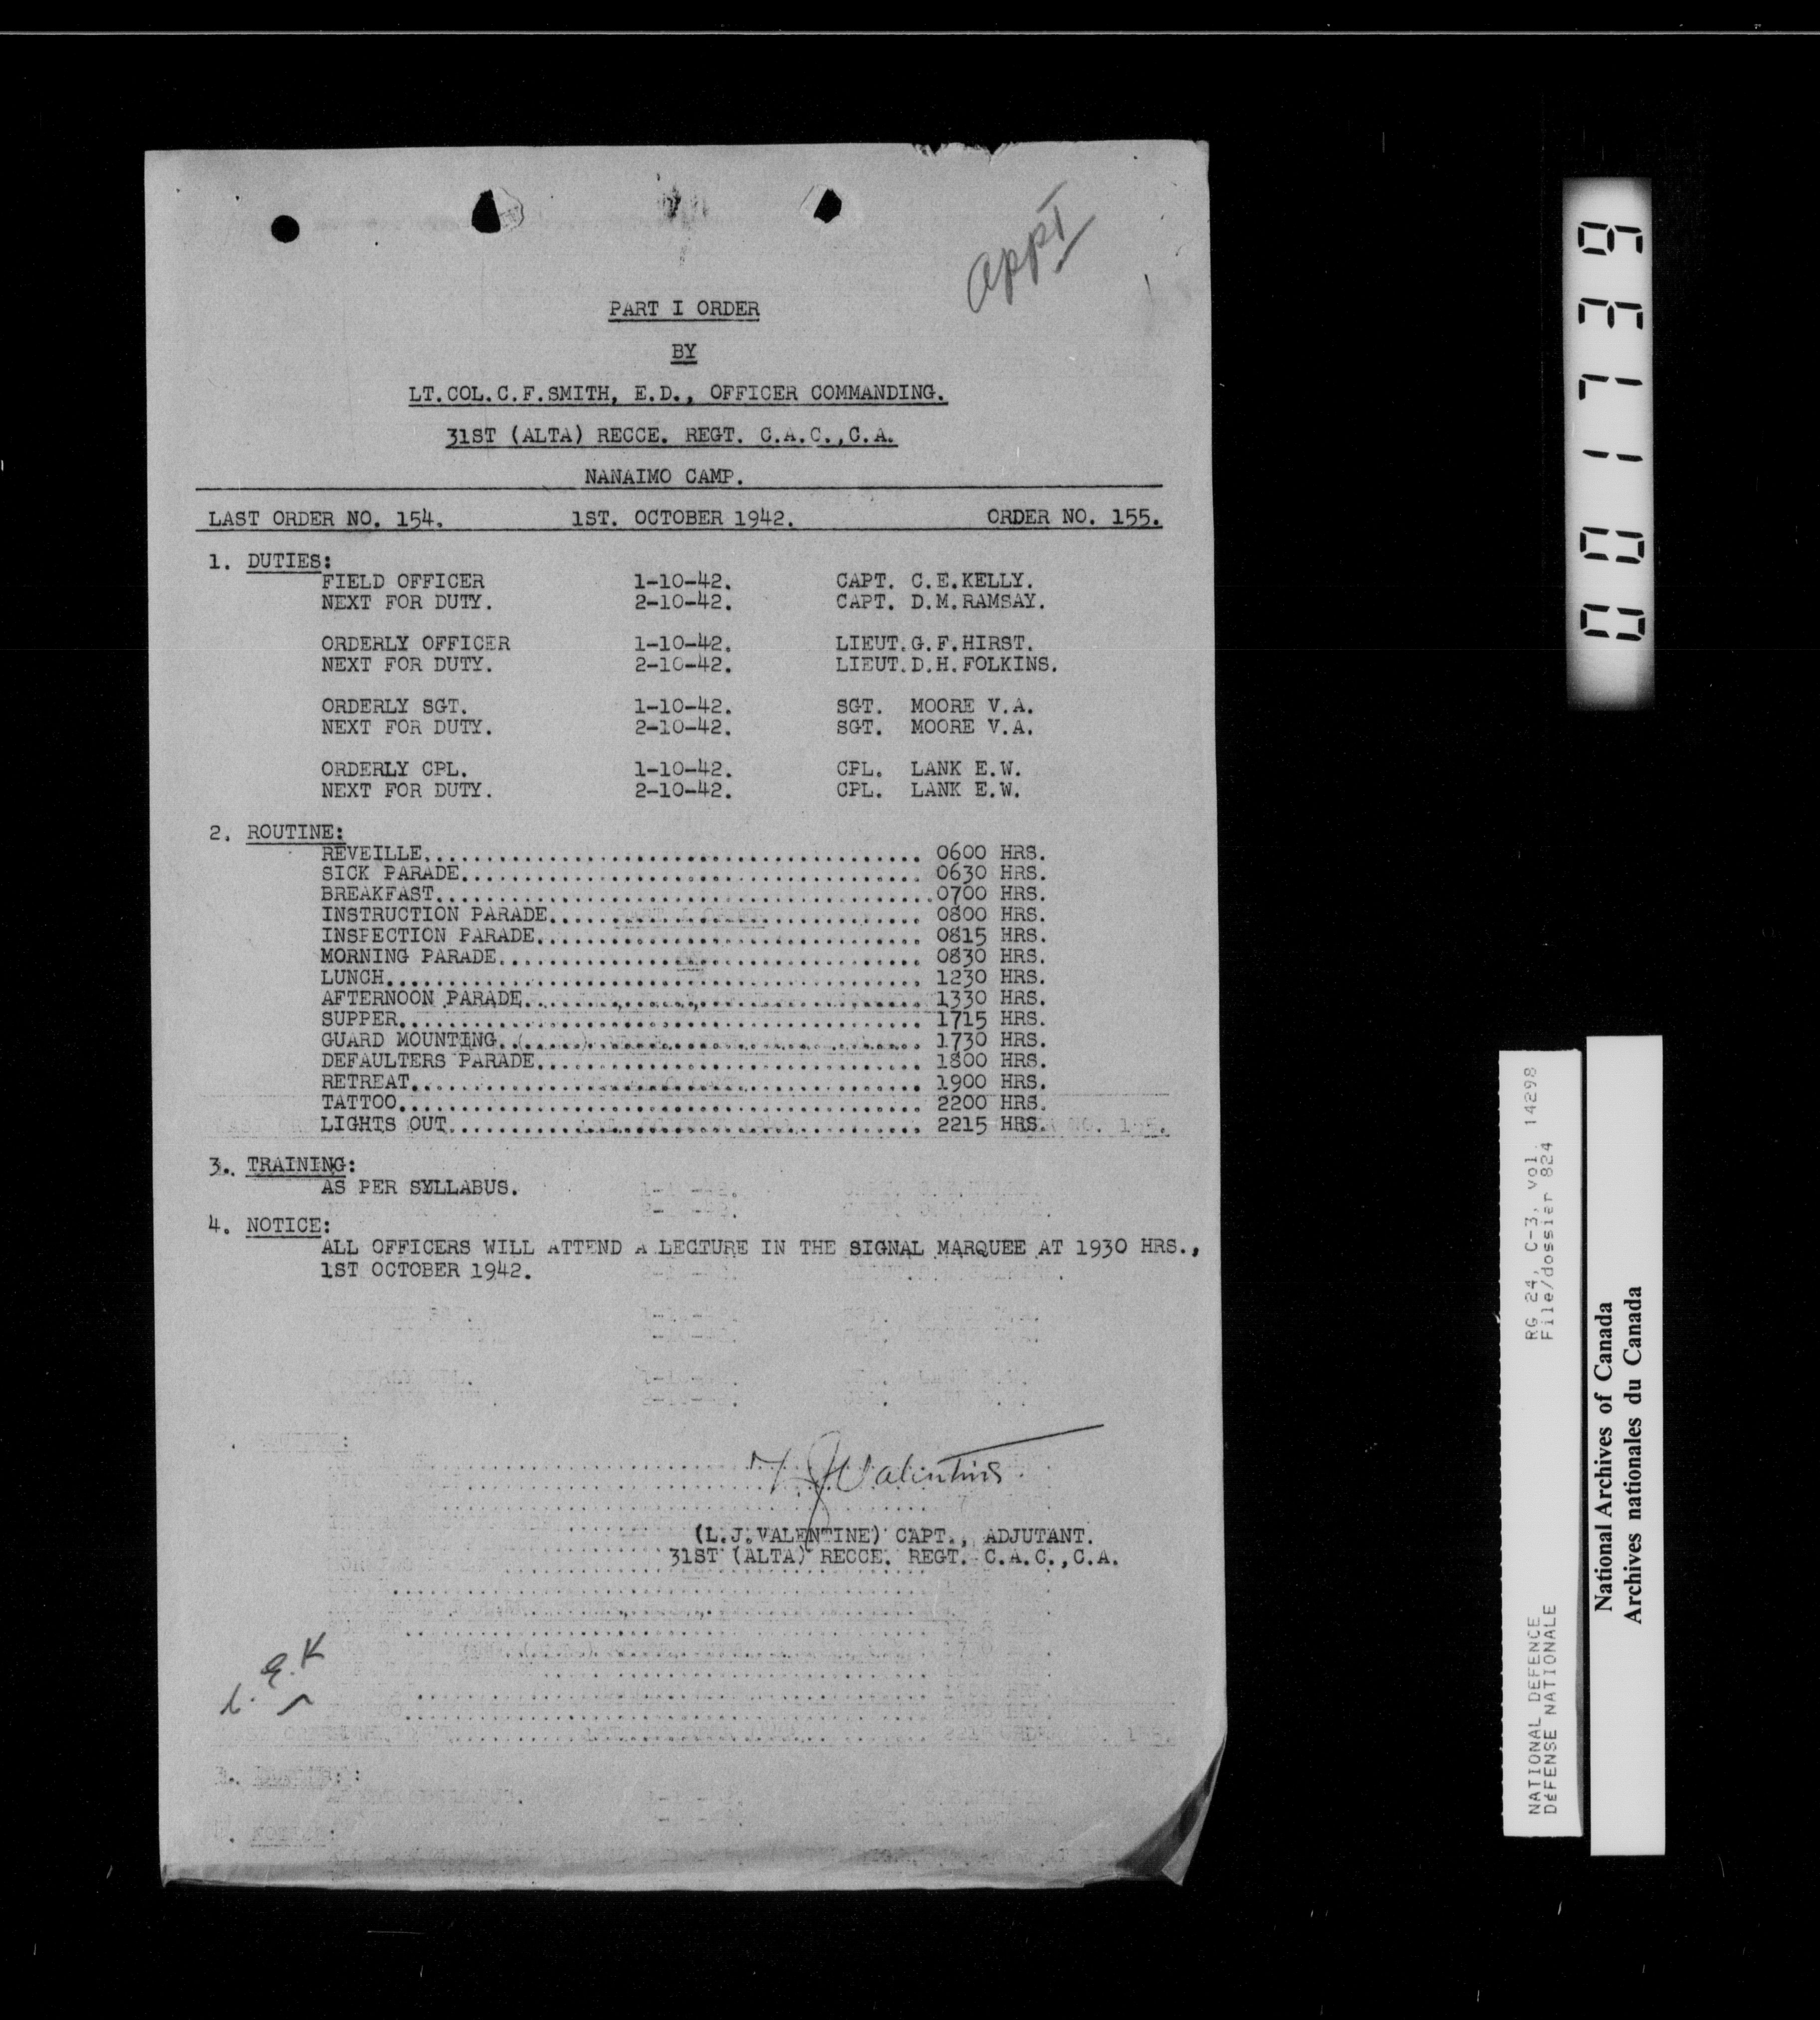 App I
PART I ORDER
BY
LT.COL.C.F.SMITH, E.D., OFFICER COMMANDING.
31ST (ALTA) RECCE. REGT. C.A.C.,C.A.
NANAIMO CAMP.
LAST ORDER NO. 154. 1ST. OCTOBER 1942. ORDER NO. 155.
1. DUTIES:
FIELD OFFICER 1-10-42. CAPT. C.E.KELLY.
NEXT FOR DUTY. 2-10-42. CAPT. D.M.RAMSAY.
ORDERLY OFFICER 1-10-42. LIEUT.G.F.HIRST.
NEXT FOR DUTY. 2-10-42. LIEUT.D.H.FOLKINS.
ORDERLY SGT. 1-10-42. SGT. MOORE V.A.
NEXT FOR DUTY. 2-10-42. SGT. MOORE V.A.
ORDERLY CPL. 1-10-42. CPL. LANK E.W.
NEXT FOR DUTY. 2-10-42. CPL. LANK E.W.
2. ROUTINE:
REVEILLE........................................ 0600 HRS.
SICK PARADE..................................... 0630 HRS.
BREAKFAST........................................0700 HRS.
INSTRUCTION PARADE.............................. 0800 HRS.
INSPECTION PARADE............................... 0815 HRS.
MORNING PARADE.................................. 0830 HRS.
LUNCH........................................... 1230 HRS.
AFTERNOON PARADE................................ 1330 HRS.
SUPPER.......................................... 1715 HRS.
GUARD MOUNTING.................................. 1730 HRS.
DEFAULTERS PARADE............................... 1800 HRS.
RETREAT......................................... 1900 HRS.
TATTOO.......................................... 2200 HRS.
LIGHTS OUT...................................... 2215 HRS.
3. TRAINING:
AS PER SYLLABUS.
4. NOTICE:
ALL OFFICERS WILL ATTEND A LECTURE IN THE SIGNAL MARQUEE AT 1930 HRS.,
1ST OCTOBER 1942.
L J Valentine
(L.J.VALENTINE) CAPT., ADJUTANT.
31ST (ALTA) RECCE. REGT. C.A.C.,C.A.
001739
RG 24, C-3, vol. 14298
File/dossier 824
NATIONAL DEFENCE
DÉFENSE NATIONALE
National Archives of Canada
Archives nationales du Canada